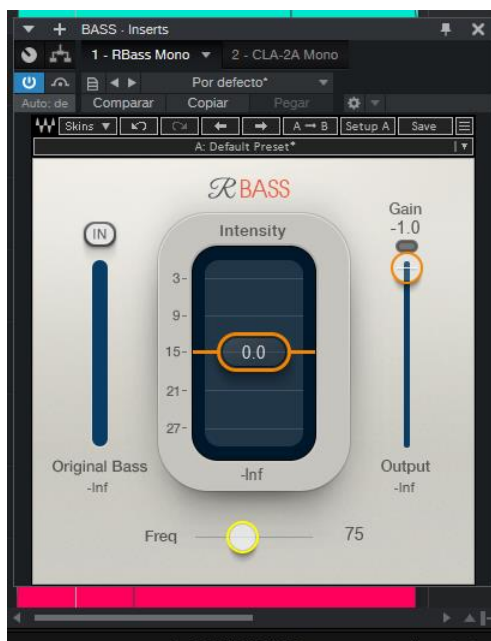 BASS - Inserts
1 - RBass Mono 2 - CLA-2A Mono
Por defecto*
Auto: de Comparar Copiar Pegar
Skins A → B Setup A Save
A: Default Preset*
R BASS
Gain
-1.0
IN
Intensity
3-
9-
15-
0.0
21-
27-
Original Bass
-Inf
-Inf
Output
-Inf
Freq 75